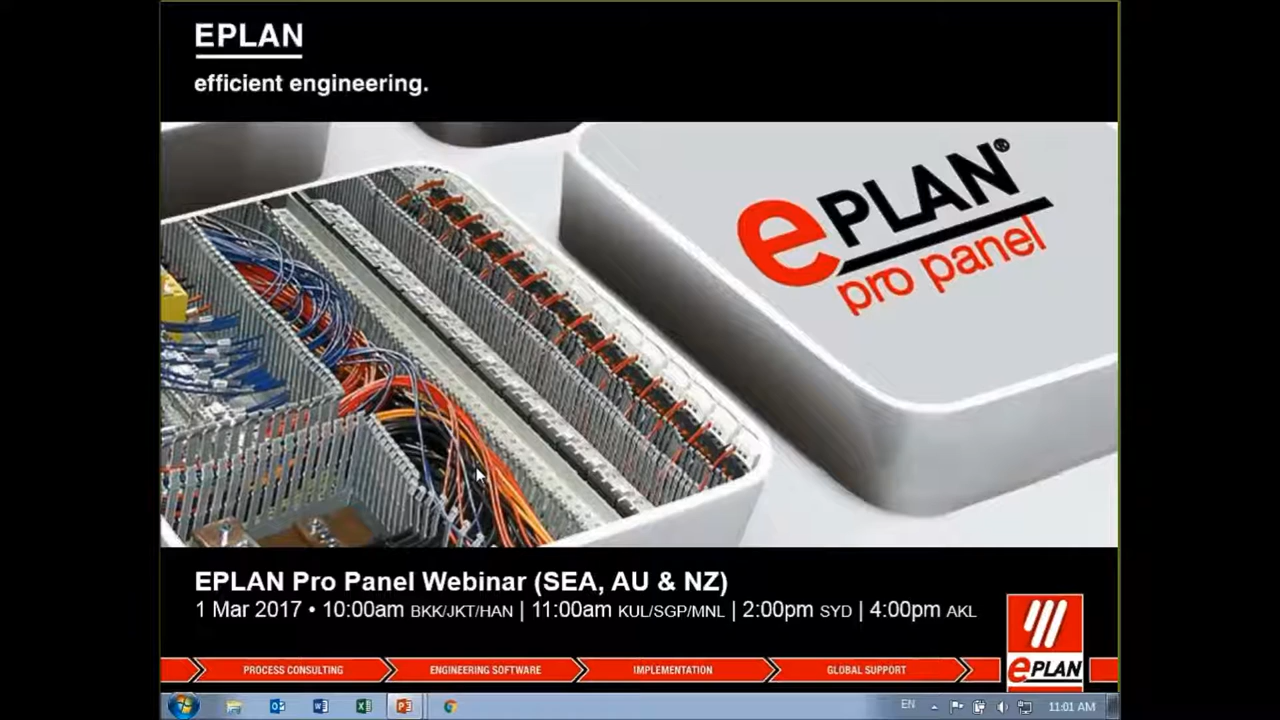 EPLAN
efficient engineering.
ePLAN®
pro panel
EPLAN Pro Panel Webinar (SEA, AU & NZ)
1 Mar 2017 • 10:00am BKK/JKT/HAN | 11:00am KUL/SGP/MNL | 2:00pm SYD | 4:00pm AKL
PROCESS CONSULTING
ENGINEERING SOFTWARE
IMPLEMENTATION
GLOBAL SUPPORT
ePLAN
EN
11:01 AM